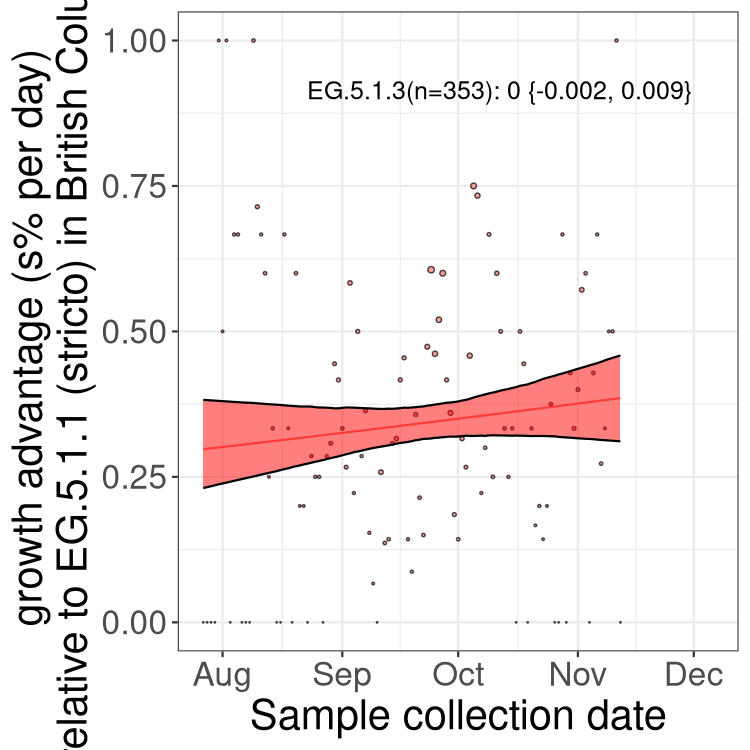 growth advantage (s% per day)
relative to EG.5.1.1 (stricto) in British
1.00
0.75
0.50
0.25
0.00
EG.5.1.3(n=353): 0 {-0.002, 0.009}
Aug Sep Oct Nov Dec
Sample collection date